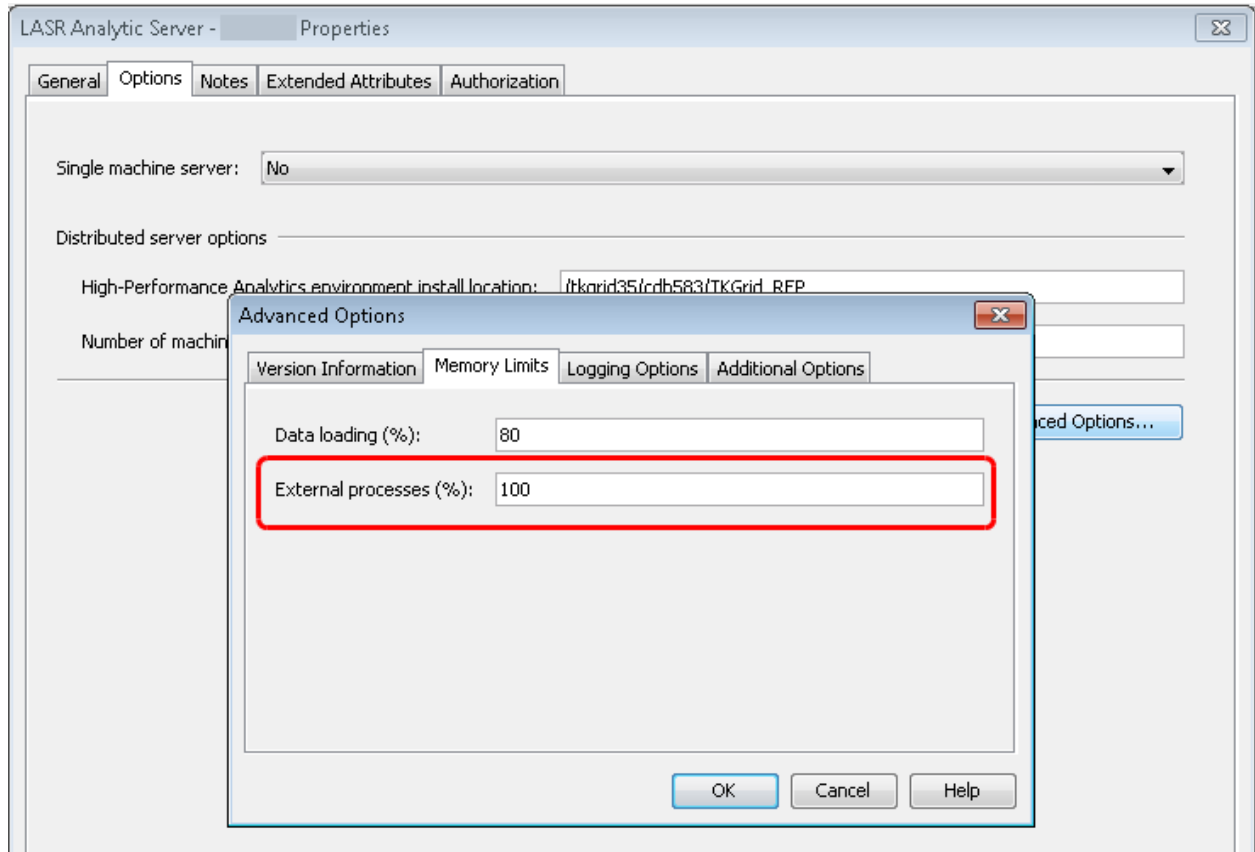 LASR Analytic Server - Properties
General Options Notes Extended Attributes Authorization
Single machine server: No
Distributed server options
High-Performance Analytics environment install location: /tkgrid35/cdh583/TKGrid_REP
Advanced Options
Number of machin
Version Information Memory Limits Logging Options Additional Options
Data loading (%): 80
ced Options...
External processes (%): 100
OK Cancel Help